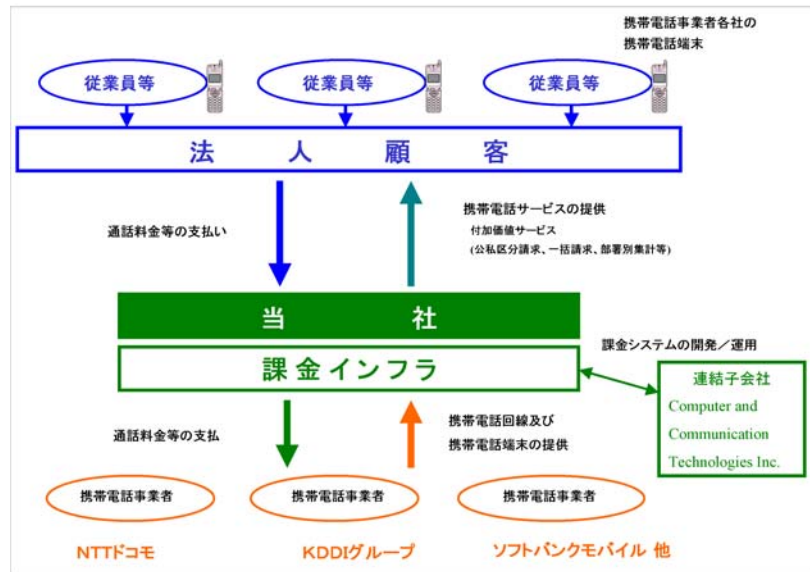 携帯電話事業者各社の
携帯電話端末
従業員等
従業員等
従業員等
法人顧客
通話料金等の支払い
携帯電話サービスの提供
付加価値サービス
(公私区分請求、一括請求、部署別集計等)
当社
課金インフラ
課金システムの開発／運用
連結子会社
Computer and
Communication
Technologies Inc.
通話料金等の支払
携帯電話回線及び
携帯電話端末の提供
携帯電話事業者
携帯電話事業者
携帯電話事業者
NTTドコモ
KDDIグループ
ソフトバンクモバイル 他